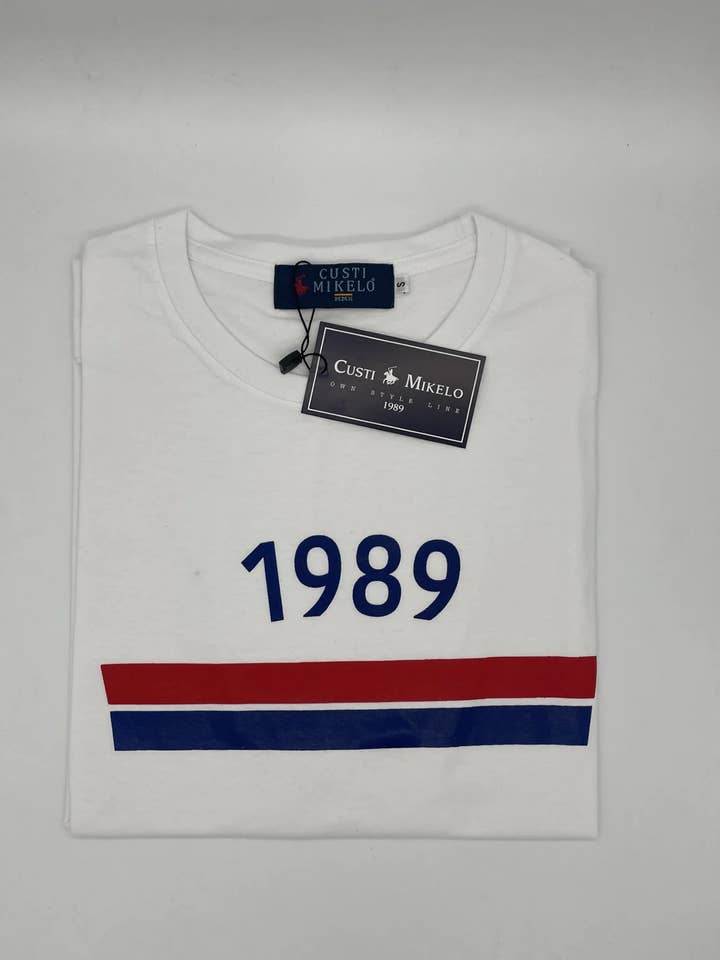 CUSTI
MIKELO
S
CUSTI MIKELO
OWN STYLE LINE
1989
1989